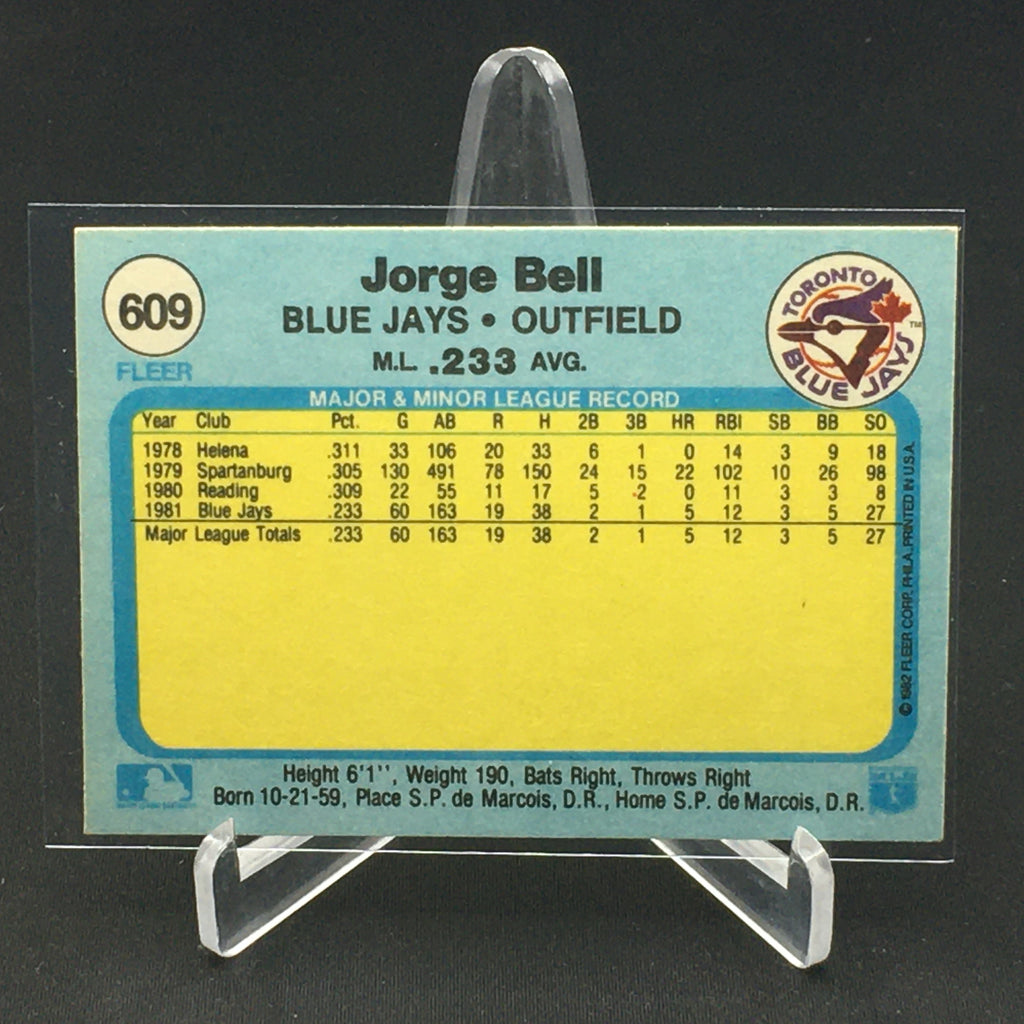 609
FLEER
Jorge Bell
BLUE JAYS • OUTFIELD
M.L. .233 AVG.
TORONTO
BLUE JAYS
TM
MAJOR & MINOR LEAGUE RECORD
Year Club Pct. G AB R H 2B 3B HR RBI SB BB SO
1978 Helena .311 33 106 20 33 6 1 0 14 3 9 18
1979 Spartanburg .305 130 491 78 150 24 15 22 102 10 26 98
1980 Reading .309 22 55 11 17 5 2 0 11 3 3 8
1981 Blue Jays .233 60 163 19 38 2 1 5 12 3 5 27
Major League Totals .233 60 163 19 38 2 1 5 12 3 5 27
© 1982 FLEER CORP. PHILA. PRINTED IN U.S.A.
Height 6'1'', Weight 190, Bats Right, Throws Right
Born 10-21-59, Place S.P. de Marcois, D.R., Home S.P. de Marcois, D.R.